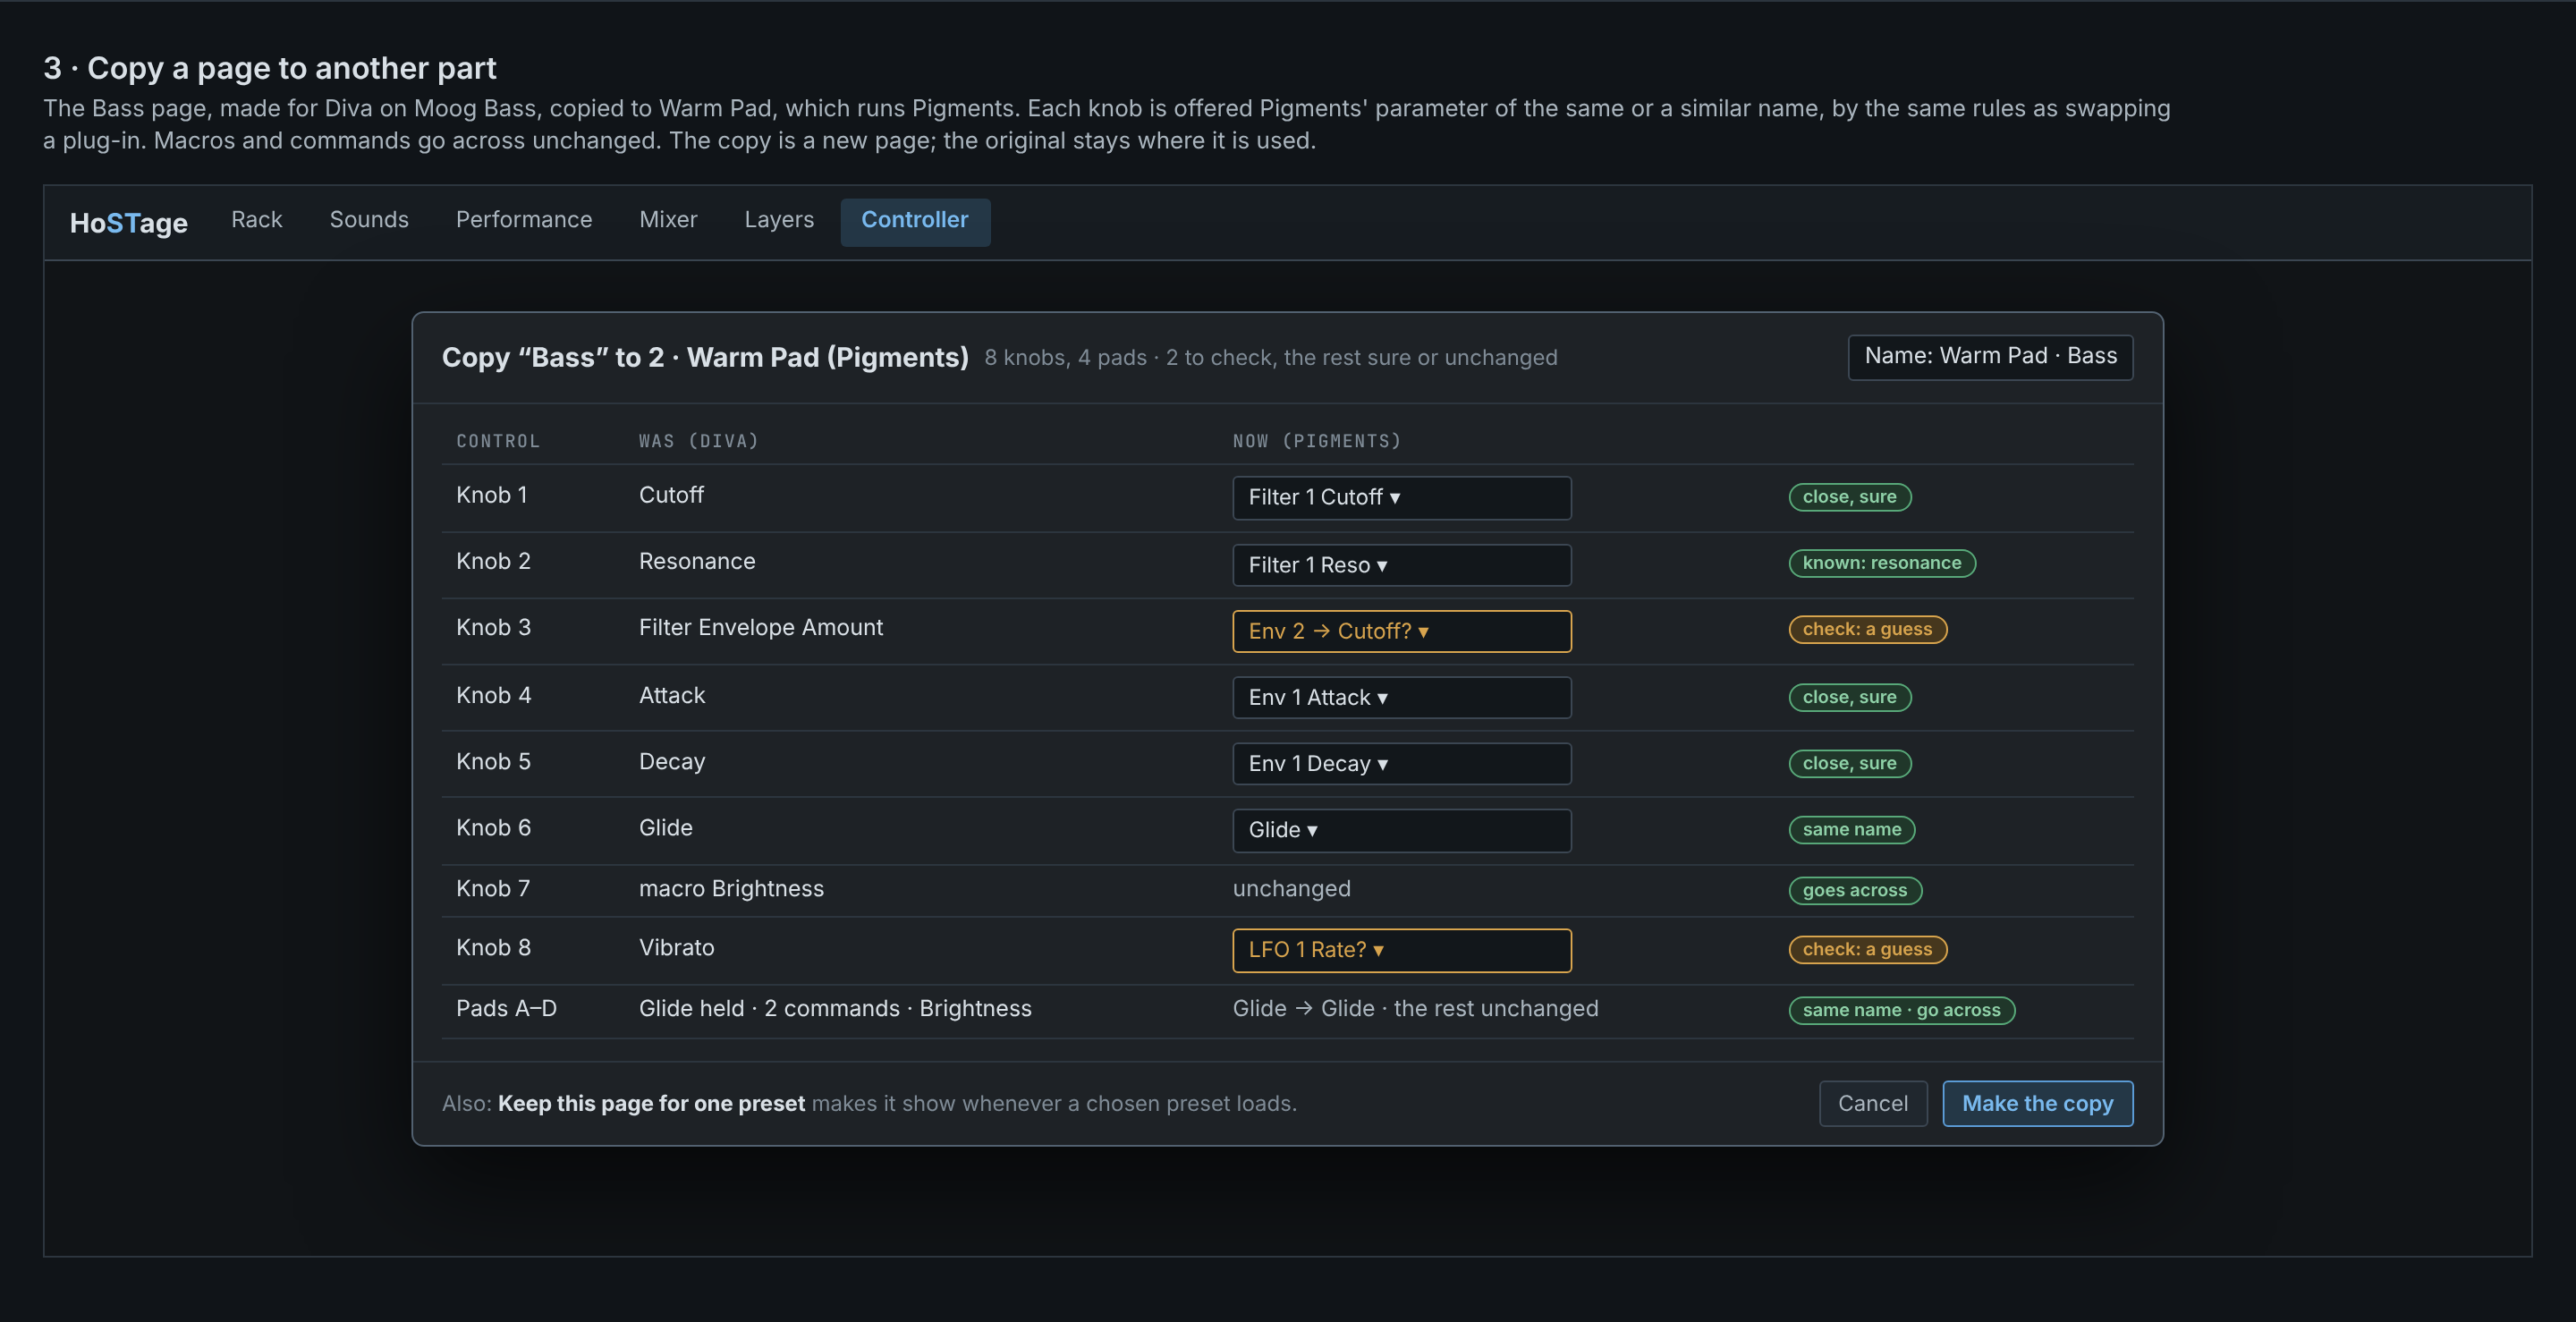 3 · Copy a page to another part
The Bass page, made for Diva on Moog Bass, copied to Warm Pad, which runs Pigments. Each knob is offered Pigments' parameter of the same or a similar name, by the same rules as swapping
a plug-in. Macros and commands go across unchanged. The copy is a new page; the original stays where it is used.
HoSTage Rack Sounds Performance Mixer Layers Controller
Copy “Bass” to 2 · Warm Pad (Pigments) 8 knobs, 4 pads · 2 to check, the rest sure or unchanged Name: Warm Pad · Bass
CONTROL WAS (DIVA) NOW (PIGMENTS)
Knob 1 Cutoff Filter 1 Cutoff ▾ close, sure
Knob 2 Resonance Filter 1 Reso ▾ known: resonance
Knob 3 Filter Envelope Amount Env 2 → Cutoff? ▾ check: a guess
Knob 4 Attack Env 1 Attack ▾ close, sure
Knob 5 Decay Env 1 Decay ▾ close, sure
Knob 6 Glide Glide ▾ same name
Knob 7 macro Brightness unchanged goes across
Knob 8 Vibrato LFO 1 Rate? ▾ check: a guess
Pads A–D Glide held · 2 commands · Brightness Glide → Glide · the rest unchanged same name · go across
Also: Keep this page for one preset makes it show whenever a chosen preset loads. Cancel Make the copy